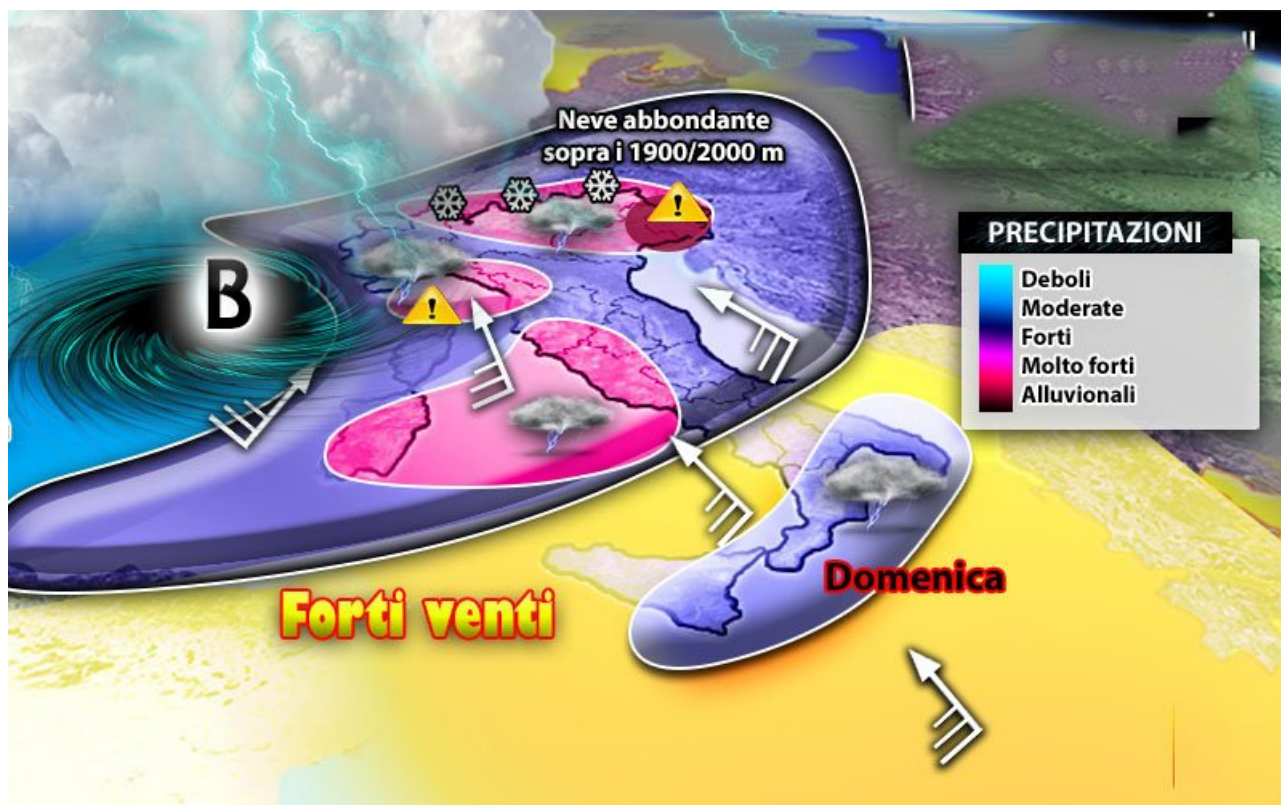 Neve abbondante
sopra i 1900/2000 m
B
PRECIPITAZIONI
Deboli
Moderate
Forti
Molto forti
Alluvionali
!
!
Domenica
Forti venti